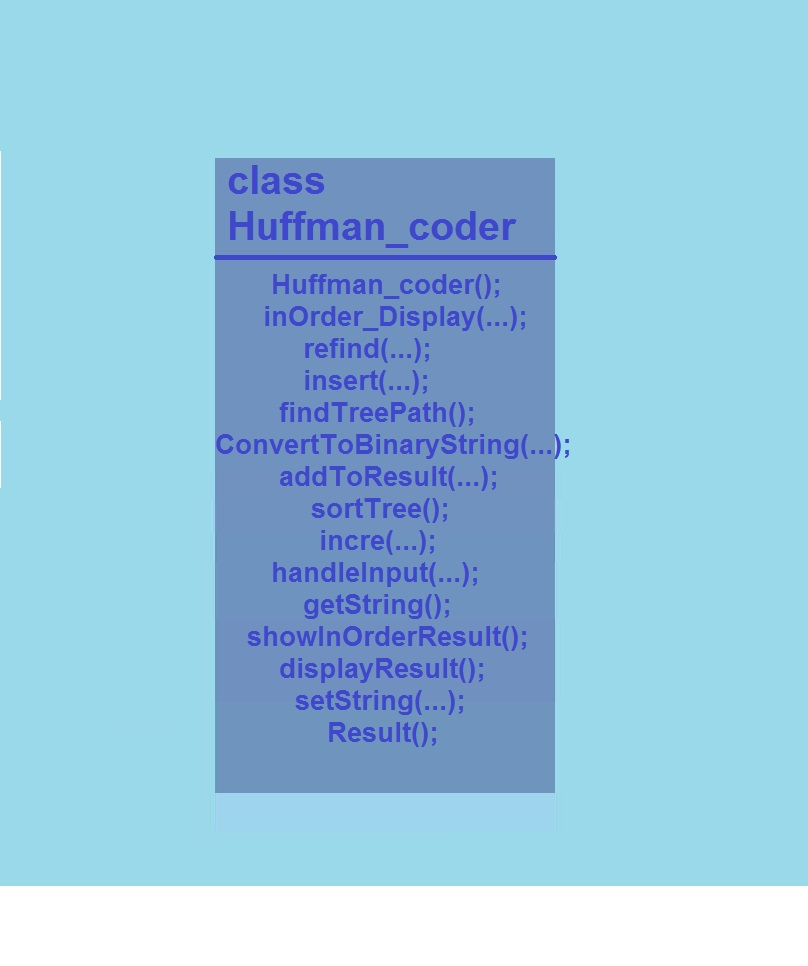 class
Huffman_coder
Huffman_coder();
inOrder_Display(...);
refind(...);
insert(...);
findTreePath();
ConvertToBinaryString(...);
addToResult(...);
sortTree();
incre(...);
handleInput(...);
getString();
showInOrderResult();
displayResult();
setString(...);
Result();